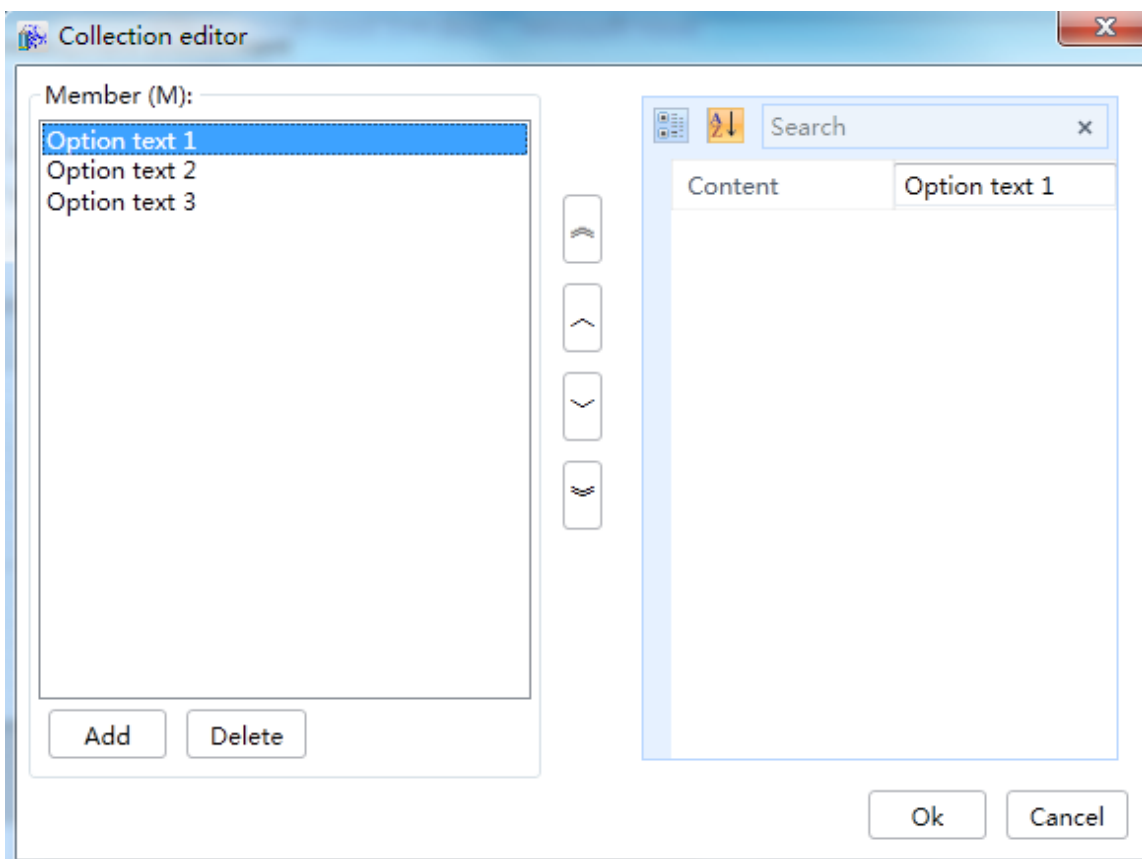 Collection editor
Member (M):
Option text 1
Option text 2
Option text 3
Add
Delete
Search
Content
Option text 1
Ok
Cancel